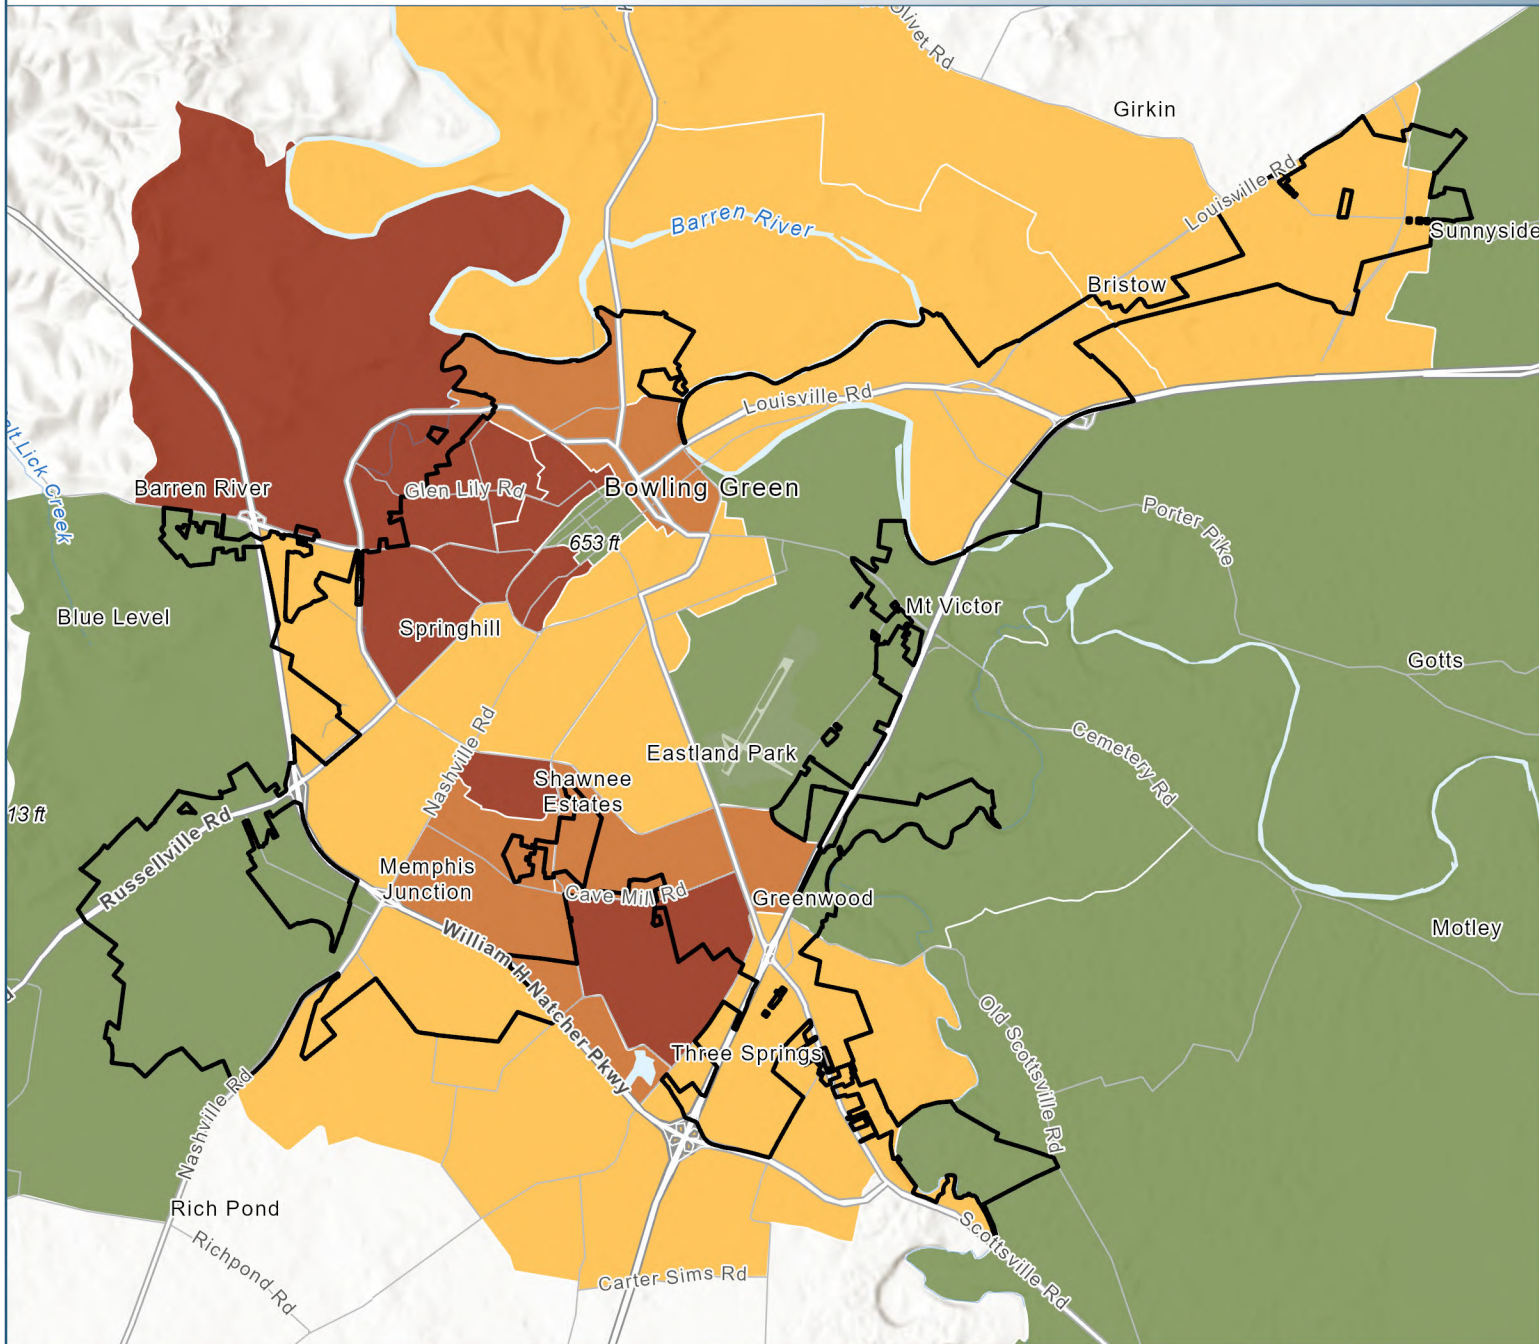 Olivet Rd
Girkin
Louisville Rd
Barren River
Sunnyside
Bristow
Louisville Rd
Lick Creek
Barren River
Glen Lily Rd
Bowling Green
Porter Pike
653 ft
Blue Level
Mt Victor
Springhill
Gotts
Nashville Rd
Eastland Park
Cemetery Rd
Shawnee
Estates
13 ft
Russellville Rd
Memphis
Junction
Cave Mill Rd
Greenwood
Motley
William H Natcher Pkwy
Old Scottsville Rd
Three Springs
Nashville Rd
Rich Pond
Richpond Rd
Scottsville Rd
Carter Sims Rd